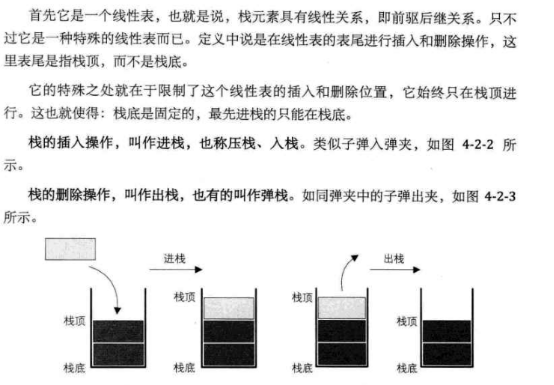 首先它是一个线性表，也就是说，栈元素具有线性关系，即前驱后继关系。只不
过它是一种特殊的线性表而已。定义中说是在线性表的表尾进行插入和删除操作，这
里表尾是指栈顶，而不是栈底。
它的特殊之处就在于限制了这个线性表的插入和删除位置，它始终只在栈顶进
行。这也就使得：栈底是固定的，最先进栈的只能在栈底。
栈的插入操作，叫作进栈，也称压栈、入栈。类似子弹入弹夹，如图 4-2-2 所
示。
栈的删除操作，叫作出栈，也有的叫作弹栈。如同弹夹中的子弹出夹，如图 4-2-3
所示。
进栈 出栈
栈顶 栈顶 栈顶 栈顶
栈底 栈底 栈底 栈底